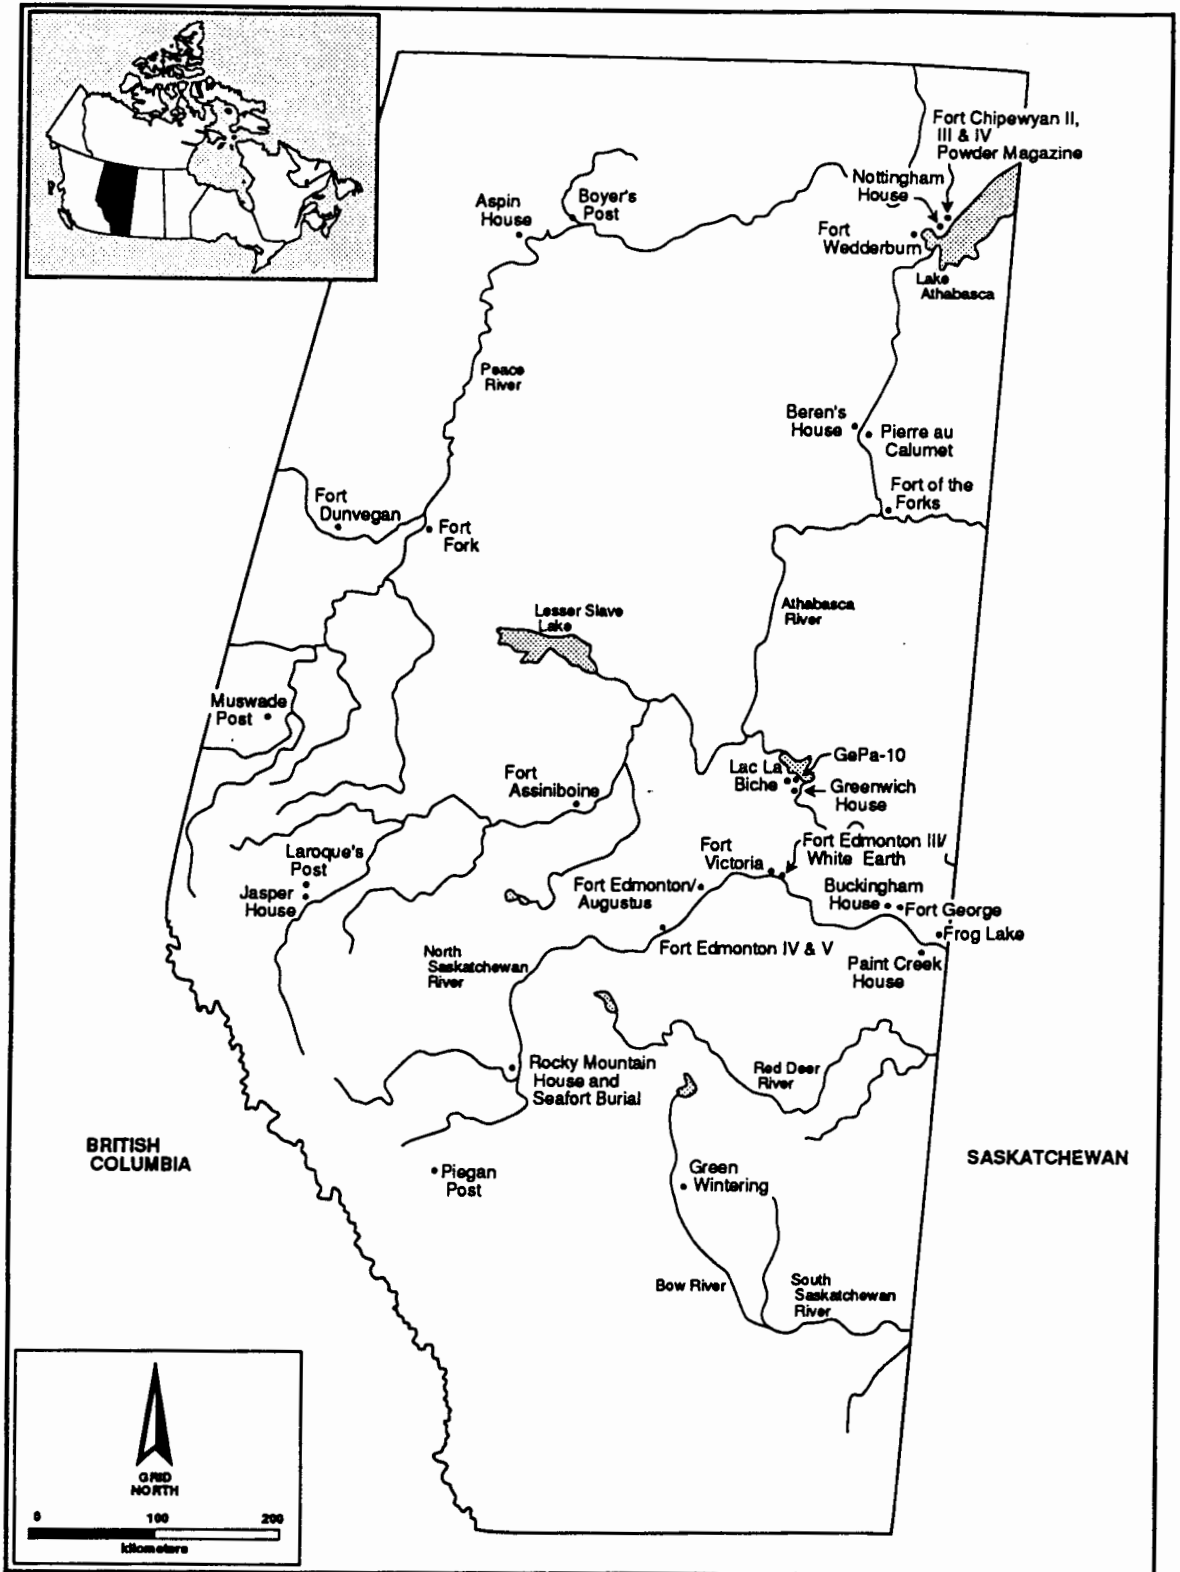 Fort Chipewyan II,
III & IV
Powder Magazine
Nottingham
House
Aspin
House
Boyer's
Post
Fort
Wedderburn
Lake
Athabasca
Peace
River
Beren's
House
Pierre au
Calumet
Fort of the
Forks
Fort
Dunvegan
Fort
Fork
Lesser Slave
Lake
Athabasca
River
Muswade
Post
GePa-10
Lac La
Biche
Greenwich
House
Fort
Assiniboine
Fort Edmonton III/
White Earth
Fort
Victoria
Laroque's
Post
Jasper
House
Fort Edmonton/
Augustus
Buckingham
House
Fort George
Frog Lake
North
Saskatchewan
River
Fort Edmonton IV & V
Paint Creek
House
Rocky Mountain
House and
Seafort Burial
Red Deer
River
BRITISH
COLUMBIA
SASKATCHEWAN
Piegan
Post
Green
Wintering
Bow River
South
Saskatchewan
River
GRID
NORTH
0 100 200
kilometers